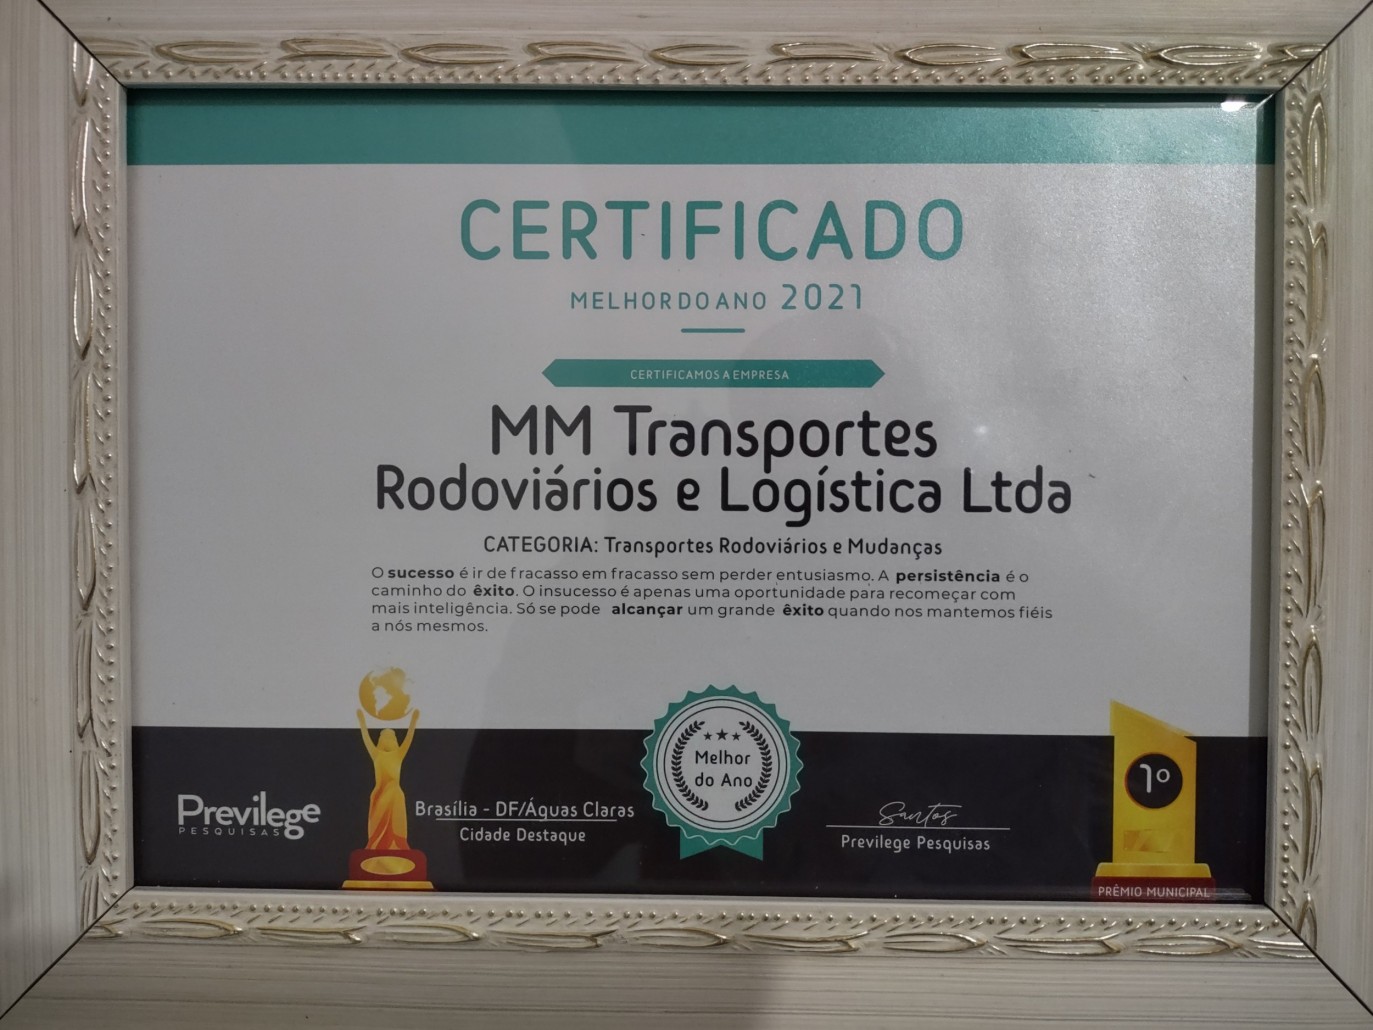 CERTIFICADO
MELHOR DO ANO 2021
CERTIFICAMOS A EMPRESA
MM Transportes
Rodoviários e Logística Ltda
CATEGORIA: Transportes Rodoviários e Mudanças
O sucesso é ir de fracasso em fracasso sem perder entusiasmo. A persistência é o
caminho do êxito. O insucesso é apenas uma oportunidade para recomeçar com
mais inteligência. Só se pode alcançar um grande êxito quando nos mantemos fiéis
a nós mesmos.
Previlege
PESQUISAS
Brasília - DF/Águas Claras
Cidade Destaque
Melhor
do Ano
Santos
Previlege Pesquisas
1º
PRÊMIO MUNICIPAL